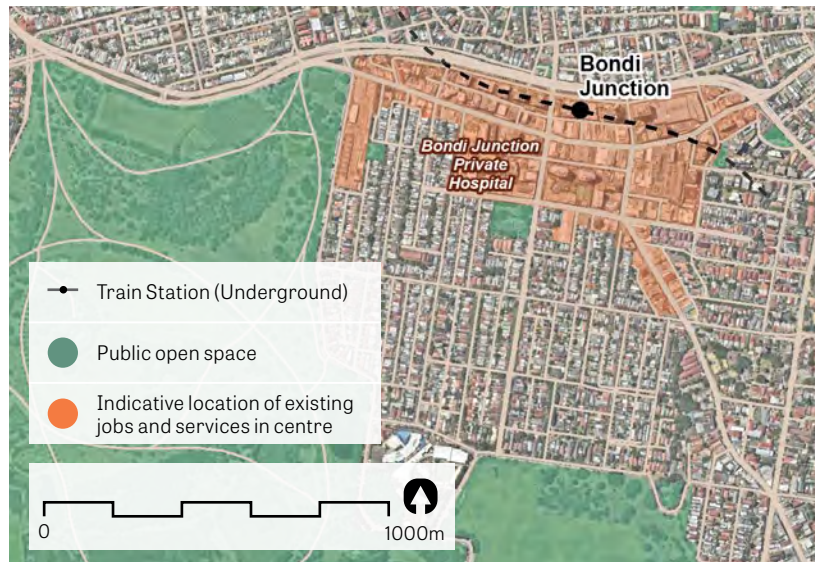 Bondi
Junction
Bondi Junction
Private
Hospital
Train Station (Underground)
Public open space
Indicative location of existing
jobs and services in centre
0
1000m